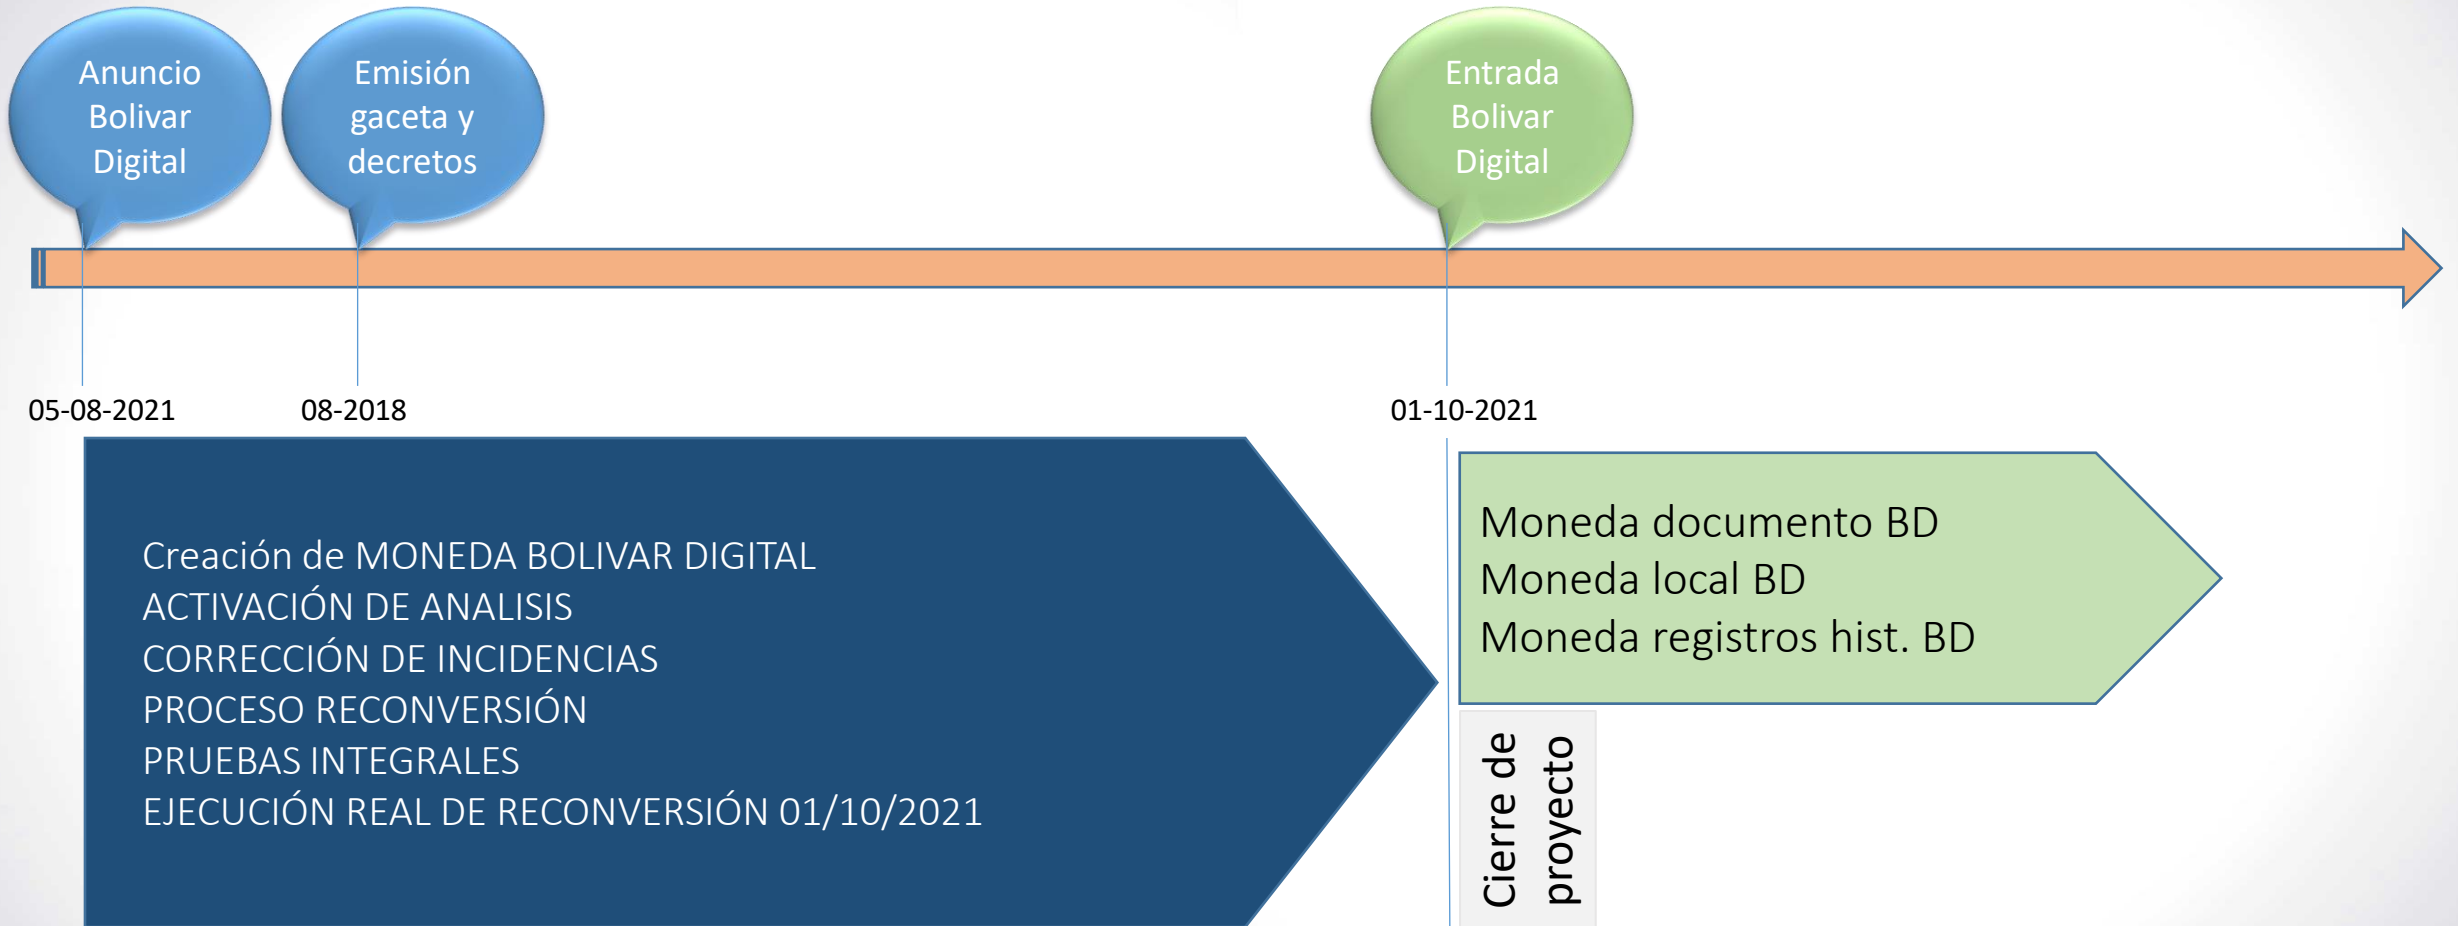 Anuncio
Bolivar
Digital
Emisión
gaceta y
decretos
Entrada
Bolivar
Digital
05-08-2021
08-2018
01-10-2021
Creación de MONEDA BOLIVAR DIGITAL
ACTIVACIÓN DE ANALISIS
CORRECCIÓN DE INCIDENCIAS
PROCESO RECONVERSIÓN
PRUEBAS INTEGRALES
EJECUCIÓN REAL DE RECONVERSIÓN 01/10/2021
Moneda documento BD
Moneda local BD
Moneda registros hist. BD
Cierre de
proyecto